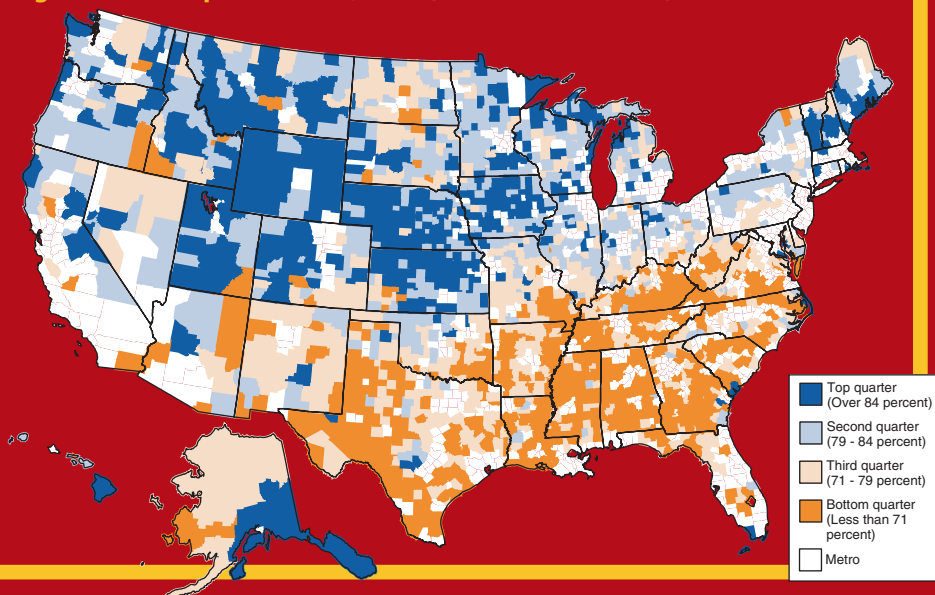 Top quarter
(Over 84 percent)
Second quarter
(79 - 84 percent)
Third quarter
(71 - 79 percent)
Bottom quarter
(Less than 71
percent)
Metro